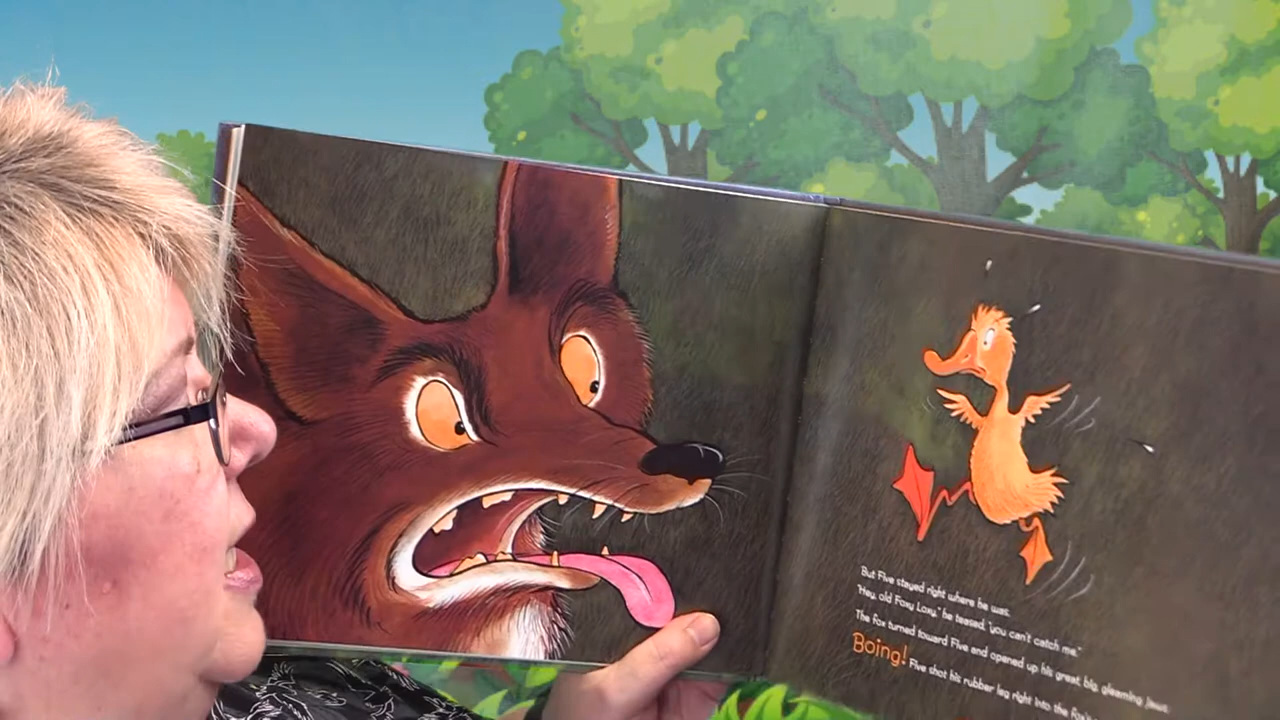 But Five stayed right where he was.
"Hey, old Foxy Loxy," he teased, "you can't catch me."
The fox turned toward Five and opened up his great, big, gleaming jaws.
Boing! Five shot his rubber leg right into the fox's